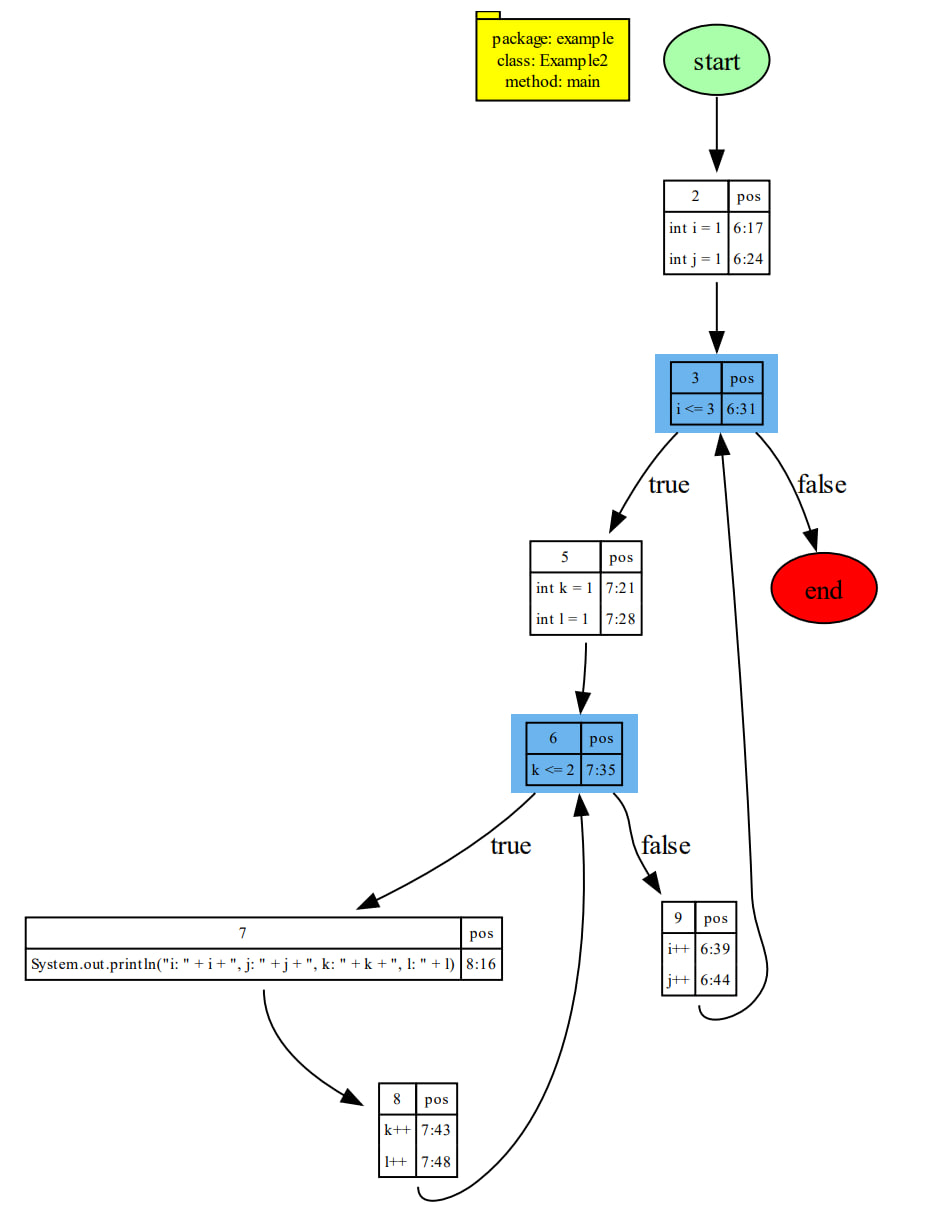 package: example
class: Example2
method: main
start
2 pos
int i = 1 6:17
int j = 1 6:24
3 pos
i <= 3 6:31
true
false
5 pos
int k = 1 7:21
int l = 1 7:28
end
6 pos
k <= 2 7:35
true
false
7 pos
System.out.println("i: " + i + ", j: " + j + ", k: " + k + ", l: " + l) 8:16
9 pos
i++ 6:39
j++ 6:44
8 pos
k++ 7:43
l++ 7:48